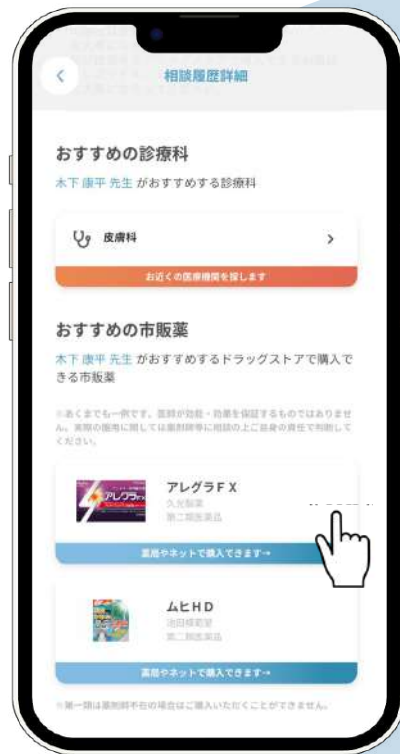 相談履歴詳細
おすすめの診療科
木下 康平 先生 がおすすめする診療科
皮膚科
お近くの医療機関を探します
おすすめの市販薬
木下 康平 先生 がおすすめするドラッグストアで購入で
きる市販薬
※あくまでも一例です。医師が効能・効果を保証するものではありませ
ん。実際の服用に関しては薬剤師等に相談の上ご自身の責任で判断して
ください。
アレグラFX
アレグラFX
久光製薬
第二類医薬品
薬局やネットで購入できます→
ムヒHD
池田模範堂
第二類医薬品
薬局やネットで購入できます→
※第一類は薬剤師不在の場合はご購入いただくことができません。